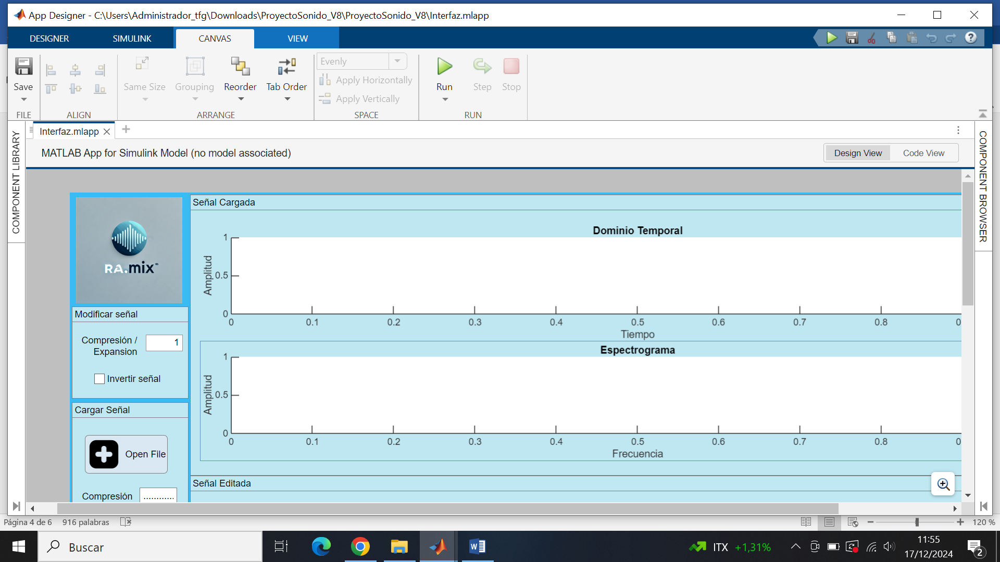 App Designer - C:\Users\Administrador_tfg\Downloads\ProyectoSonido_V8\ProyectoSonido_V8\Interfaz.mlapp
DESIGNER SIMULINK CANVAS VIEW
Save
FILE
ALIGN
Same Size Grouping Reorder Tab Order
ARRANGE
Evenly
Apply Horizontally
Apply Vertically
SPACE
Run Step Stop
RUN
COMPONENT LIBRARY
Interfaz.mlapp
COMPONENT BROWSER
MATLAB App for Simulink Model (no model associated)
Design View Code View
RA.mix
Señal Cargada
Dominio Temporal
Amplitud
1
0.5
0
0 0.1 0.2 0.3 0.4 0.5 0.6 0.7 0.8 0
Tiempo
Modificar señal
Compresión /
Expansion
1
Invertir señal
Espectrograma
Amplitud
1
0.5
0
0 0.1 0.2 0.3 0.4 0.5 0.6 0.7 0.8 0
Frecuencia
Cargar Señal
Open File
Compresión ............
Señal Editada
Página 4 de 6 916 palabras 120 %
Buscar
ITX +1,31%
11:55
17/12/2024
2